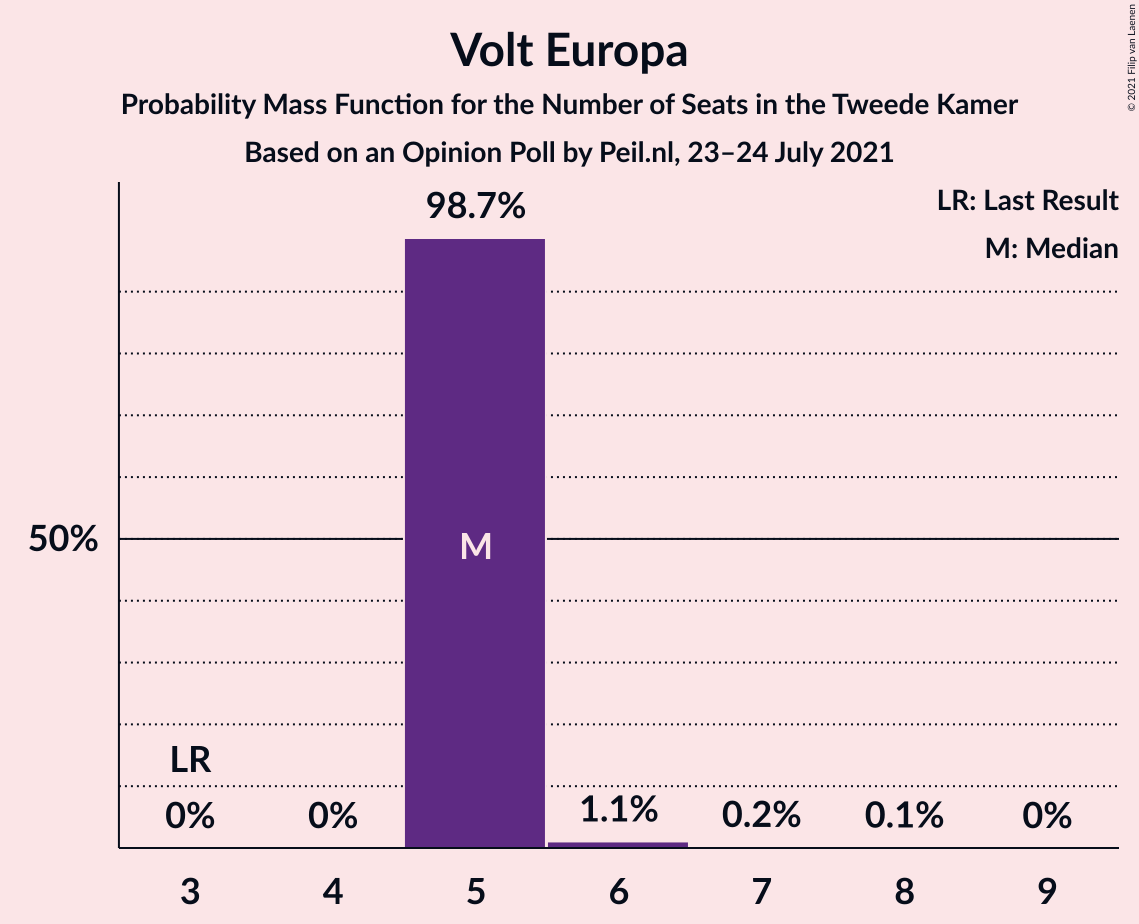 Volt Europa
Probability Mass Function for the Number of Seats in the Tweede Kamer
Based on an Opinion Poll by Peil.nl, 23–24 July 2021
© 2021 Filip van Laenen
LR: Last Result
M: Median
98.7%
50%
M
LR
0%
0%
1.1%
0.2%
0.1%
0%
3 4 5 6 7 8 9